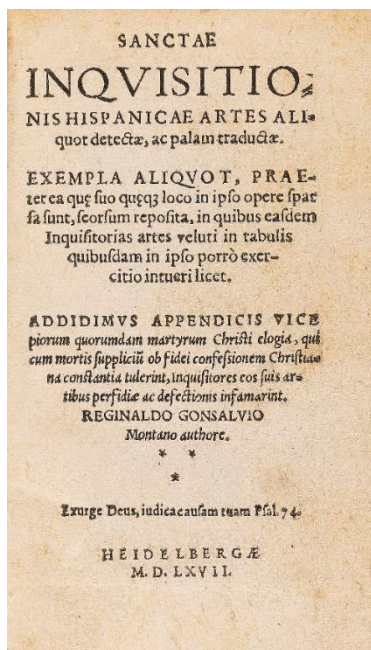 SANCTAE
INQVISITIO⸗
NIS HISPANICAE ARTES ALI⸗
quot detectæ, ac palam traductæ.
EXEMPLA ALIQVOT, PRAE⸗
ter ea quę suo quęq; loco in ipso opere spar
sa sunt, seorsum reposita, in quibus easdem
Inquisitorias artes veluti in tabulis
quibusdam in ipso porrò exer⸗
citio intueri licet.
ADDIDIMVS APPENDICIS VICE
piorum quorumdam martyrum Christi elogia, qui
cum mortis suppliciũ ob fidei confessionem Christia⸗
na constantia tulerint, Inquisitores eos suis ar⸗
tibus perfidiæ ac defectionis infamarint.
REGINALDO GONSALVIO
Montano authore.
* *
*
Exurge Deus, iudica causam tuam Psal. 74.
HEIDELBERGÆ
M. D. LXVII.